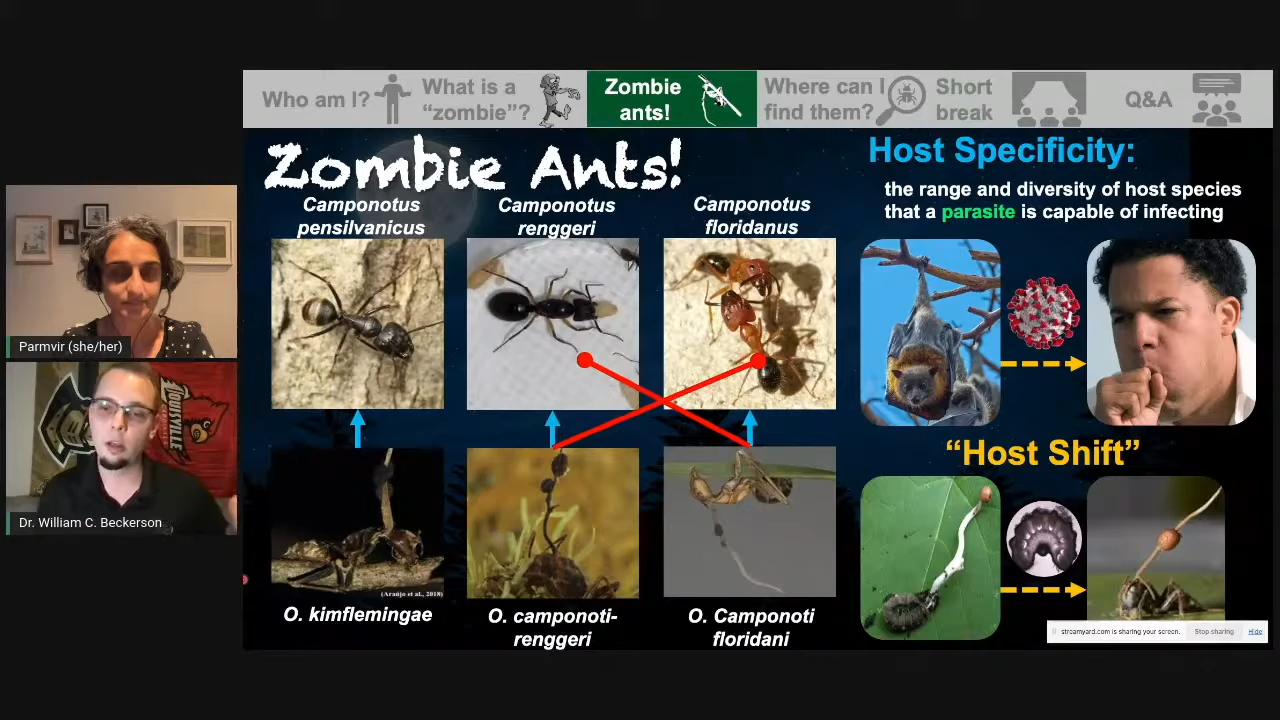 Who am I?
What is a
"zombie"?
Zombie
ants!
Where can I
find them?
Short
break
Q&A
Zombie Ants!
Camponotus
pensilvanicus
Camponotus
renggeri
Camponotus
floridanus
(Araújo et al., 2018)
O. kimflemingae
O. camponoti-
renggeri
O. Camponoti
floridani
Host Specificity:
the range and diversity of host species
that a parasite is capable of infecting
"Host Shift"
streamyard.com is sharing your screen.
Stop sharing
Hide
Parmvir (she/her)
LOUISVILLE
CARDINALS
Dr. William C. Beckerson